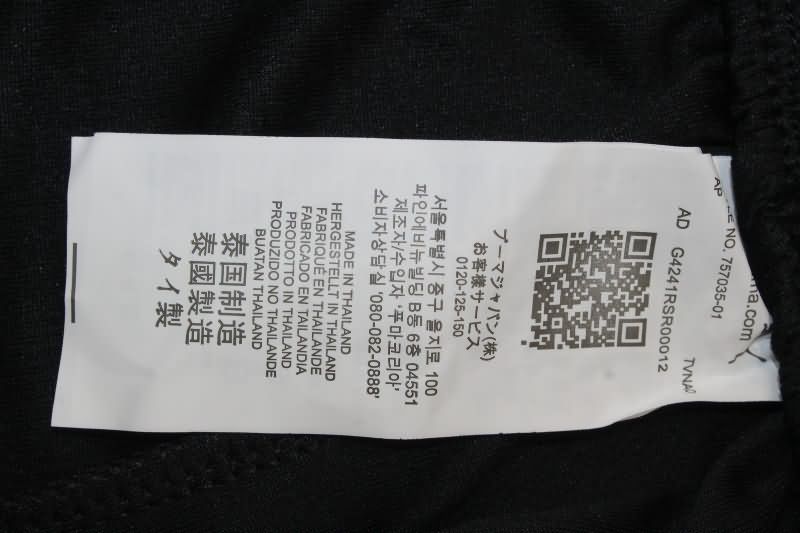 ma.com
NO. 757035-01
AD G4241RSR00012
プーマジャパン(株)
お客様サービス
0120-125-150
서울특별시 중구 을지로 100
파인에비뉴빌딩 B동 6층 04551
제조자/수입자 '푸마코리아'
소비자상담실 '080-082-0888'
MADE IN THAILAND
HERGESTELLT IN THAILAND
FABRIQUÉ EN THAILANDE
FABRICADO EN TAILANDIA
PRODOTTO IN THAILAND
PRODUZIDO NO THAILANDE
BUATAN THAILAND
泰国制造
泰國製造
タイ製